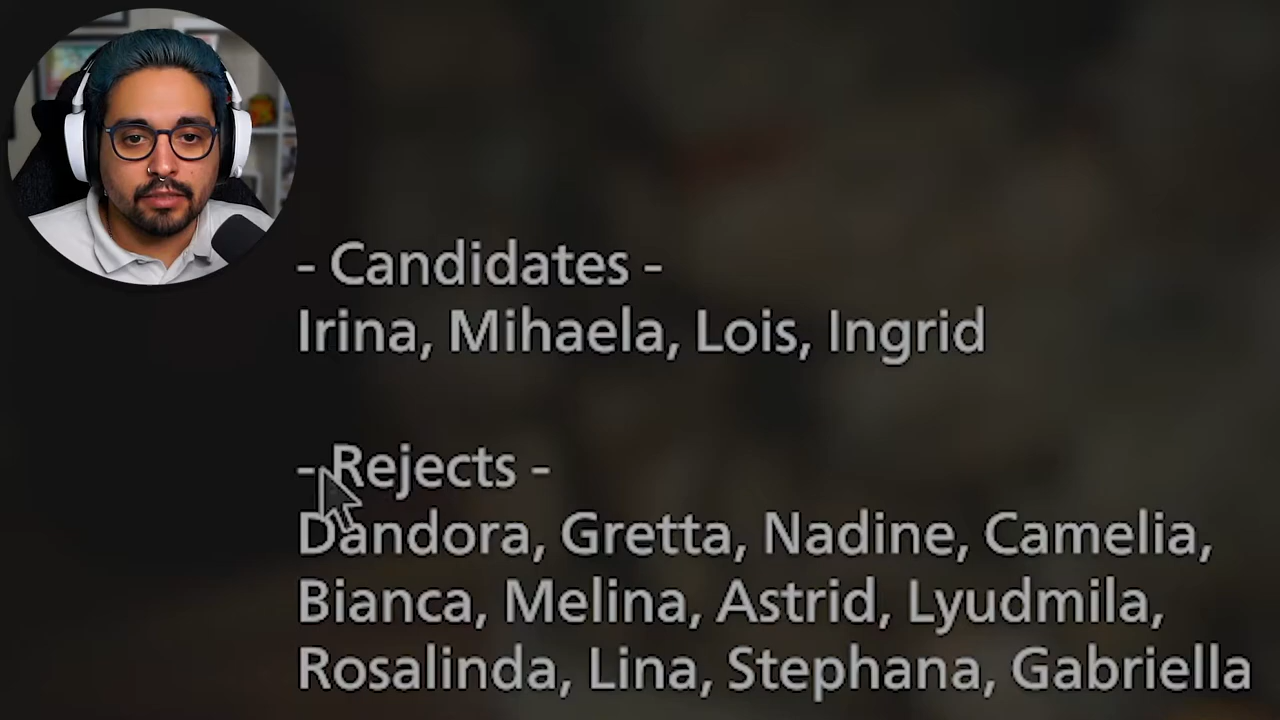 - Candidates -
Irina, Mihaela, Lois, Ingrid
- Rejects -
Dandora, Gretta, Nadine, Camelia,
Bianca, Melina, Astrid, Lyudmila,
Rosalinda, Lina, Stephana, Gabriella